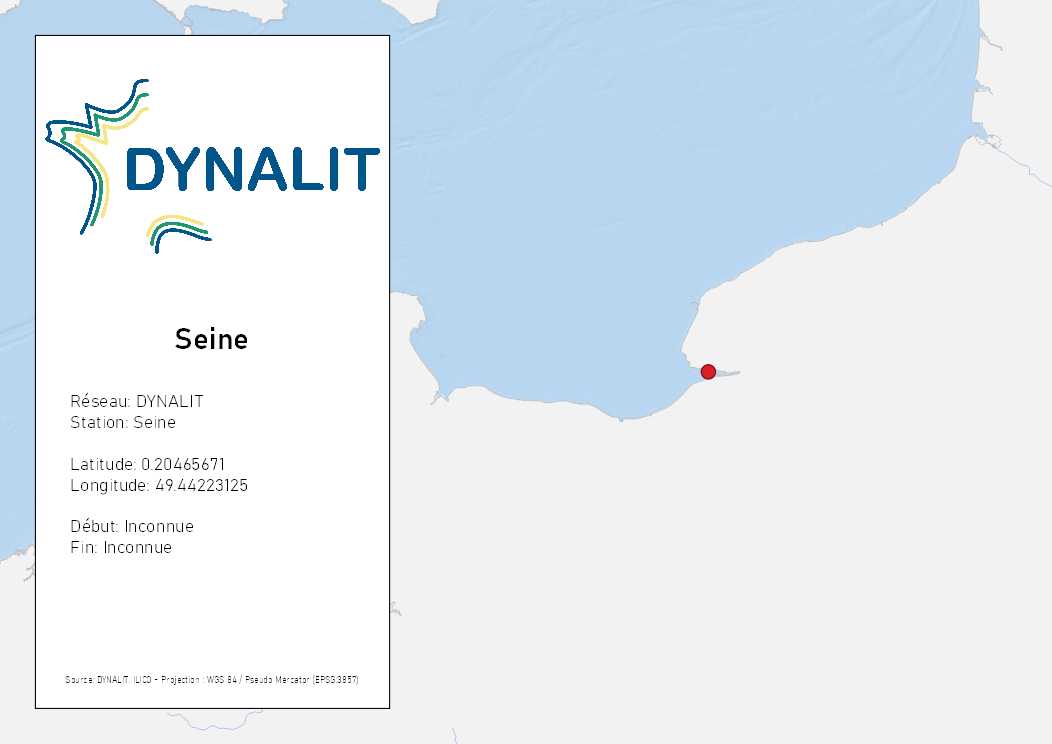 DYNALIT
Seine
Réseau: DYNALIT
Station: Seine
Latitude: 0.20465671
Longitude: 49.44223125
Début: Inconnue
Fin: Inconnue
Source: DYNALIT, ILICO - Projection : WGS 84 / Pseudo Mercator (EPSG:3857)